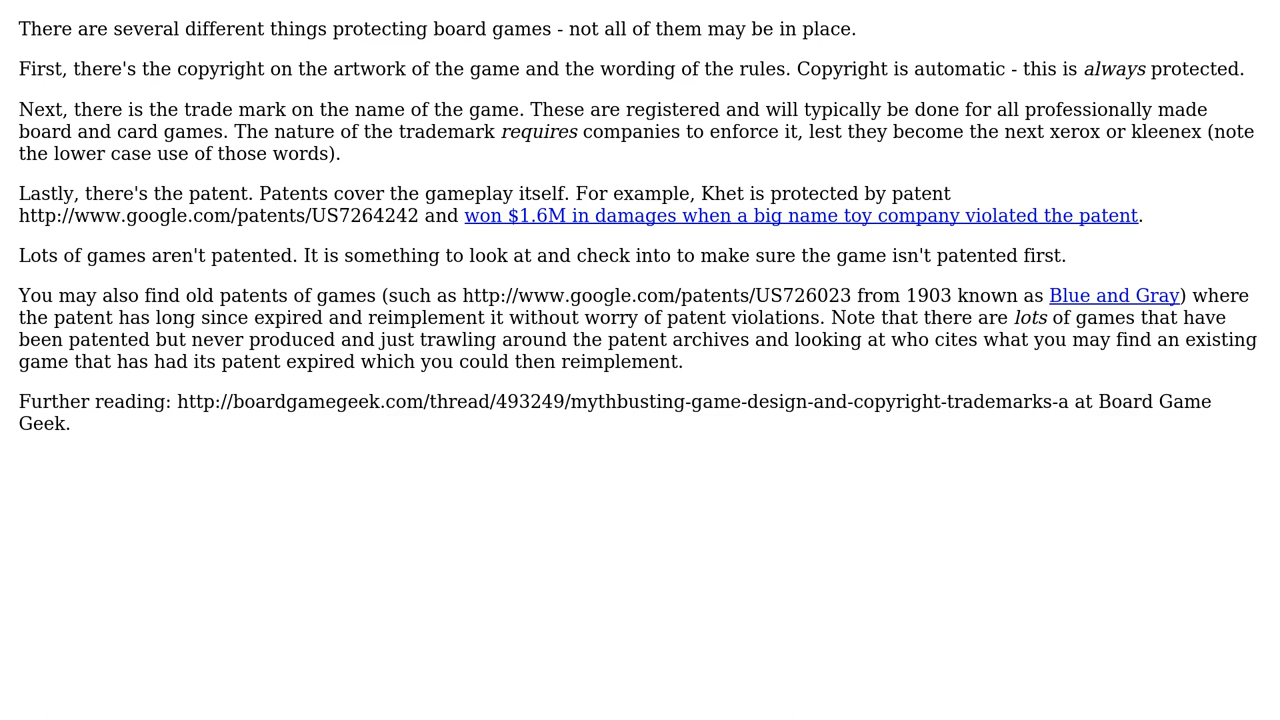 There are several different things protecting board games - not all of them may be in place.
First, there's the copyright on the artwork of the game and the wording of the rules. Copyright is automatic - this is always protected.
Next, there is the trade mark on the name of the game. These are registered and will typically be done for all professionally made
board and card games. The nature of the trademark requires companies to enforce it, lest they become the next xerox or kleenex (note
the lower case use of those words).
Lastly, there's the patent. Patents cover the gameplay itself. For example, Khet is protected by patent
http://www.google.com/patents/US7264242 and won $1.6M in damages when a big name toy company violated the patent.
Lots of games aren't patented. It is something to look at and check into to make sure the game isn't patented first.
You may also find old patents of games (such as http://www.google.com/patents/US726023 from 1903 known as Blue and Gray) where
the patent has long since expired and reimplement it without worry of patent violations. Note that there are lots of games that have
been patented but never produced and just trawling around the patent archives and looking at who cites what you may find an existing
game that has had its patent expired which you could then reimplement.
Further reading: http://boardgamegeek.com/thread/493249/mythbusting-game-design-and-copyright-trademarks-a at Board Game
Geek.